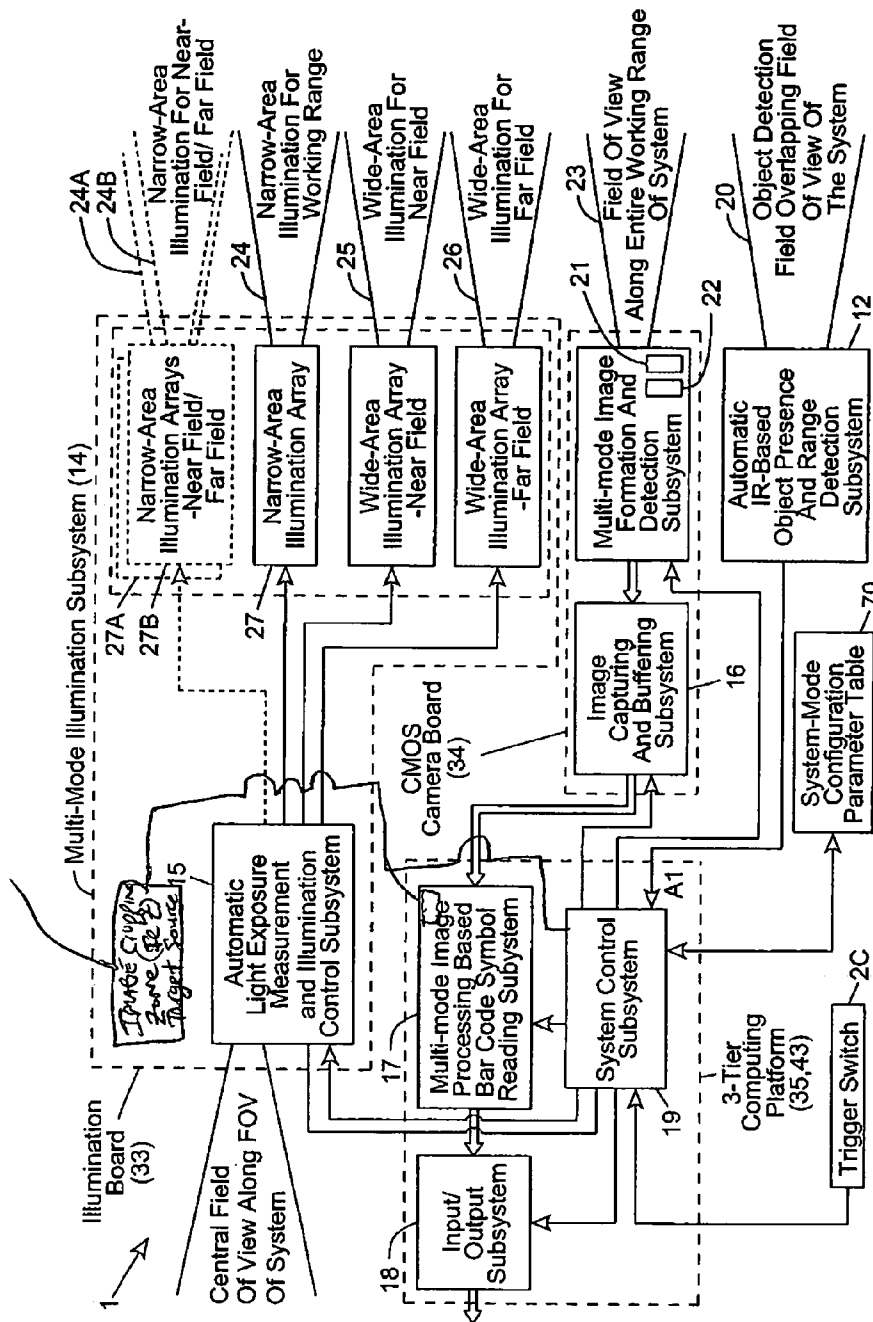 Multi-Mode Illumination Subsystem (14)
24A
24B
Narrow-Area
Illumination For Near-
Field/ Far Field
27A
27B
Narrow-Area
Illumination Arrays
-Near Field/
Far Field
24
Narrow-Area
Illumination For
Working Range
27
Narrow-Area
Illumination Array
25
Wide-Area
Illumination For
Near Field
Wide-Area
Illumination Array
-Near Field
26
Wide-Area
Illumination For
Far Field
Wide-Area
Illumination Array
-Far Field
Image Cropping
Zone
Target Source
15
Automatic
Light Exposure
Measurement
and Illumination
Control Subsystem
Illumination
Board
(33)
1
Central Field
Of View Along FOV
Of System
CMOS
Camera Board
(34)
23
Field Of View
Along Entire Working Range
Of System
Multi-mode Image
Formation And
Detection
Subsystem
21
22
Image
Capturing
And Buffering
Subsystem
16
20
Object Detection
Field Overlapping Field
Of View Of
The System
Automatic
IR-Based
Object Presence
And Range
Detection
Subsystem
12
17
Multi-mode Image
Processing Based
Bar Code Symbol
Reading Subystem
18
Input/
Output
Subsystem
System Control
Subsystem
19
A1
3-Tier
Computing
Platform
(35,43)
System-Mode
Configuration
Parameter Table
70
Trigger Switch
2C